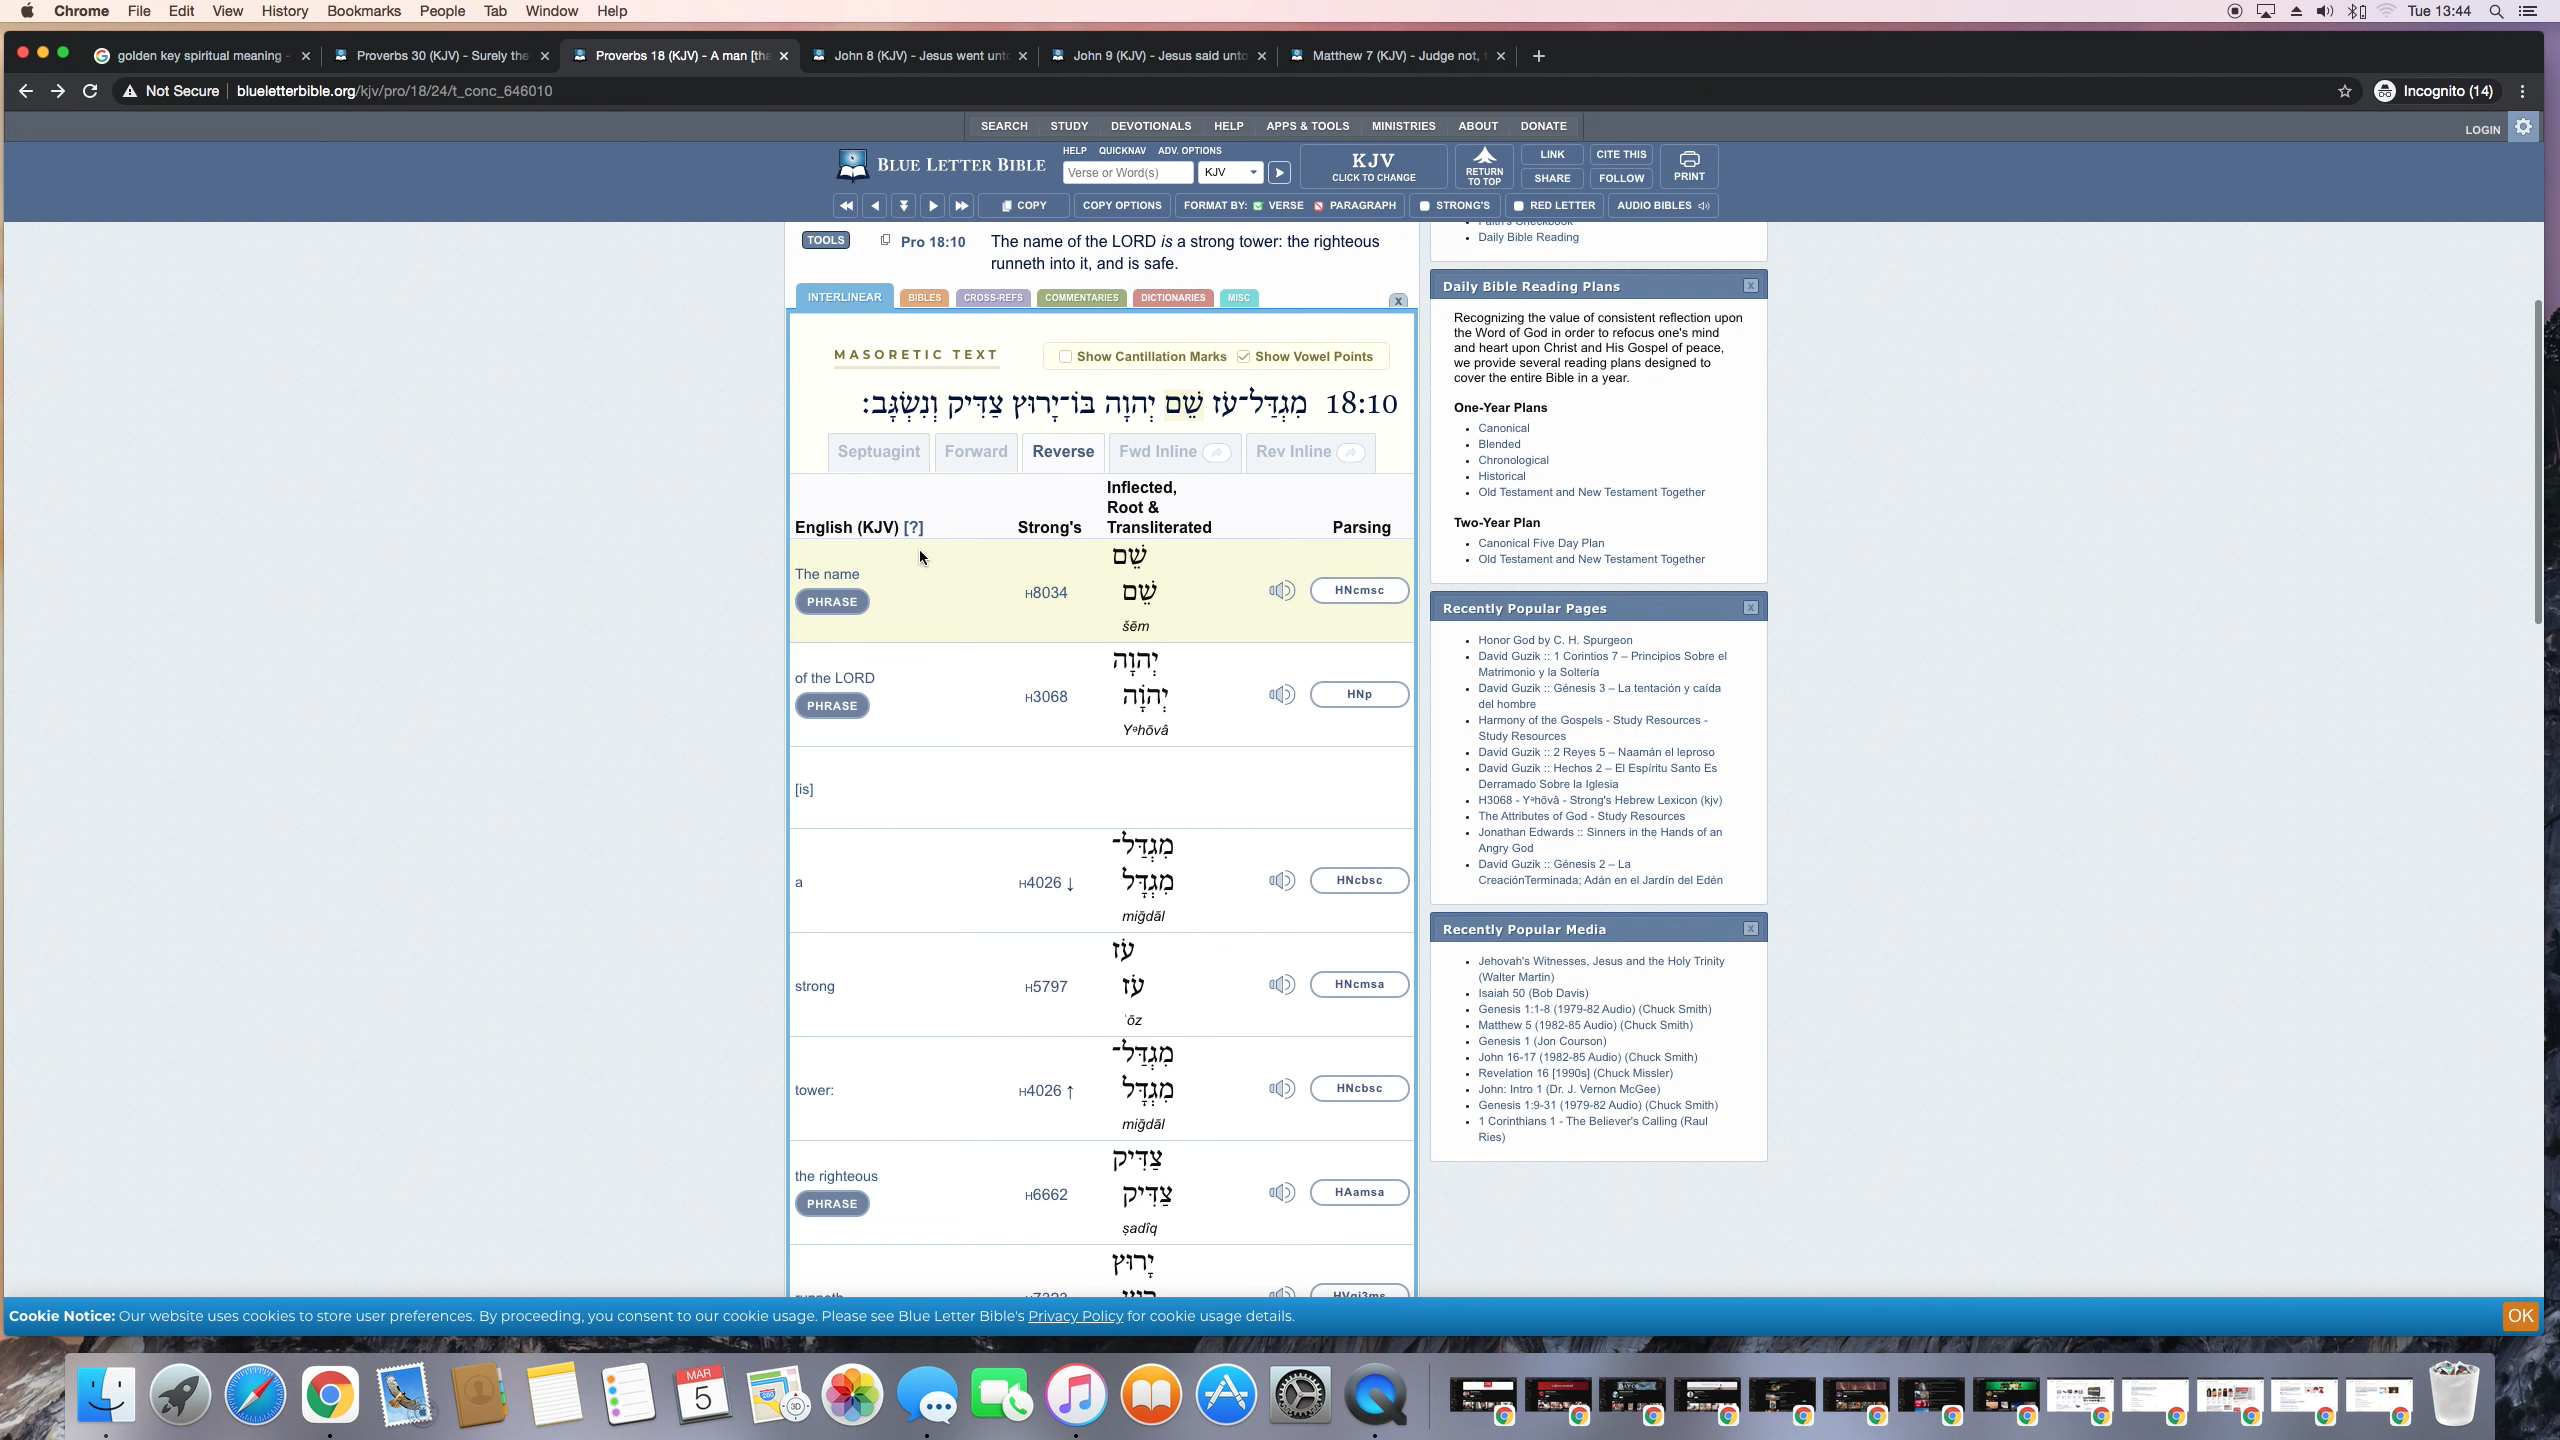 Chrome File Edit View History Bookmarks People Tab Window Help Tue 13:44
golden key spiritual meaning - Proverbs 30 (KJV) - Surely the Proverbs 18 (KJV) - A man [tha John 8 (KJV) - Jesus went unto John 9 (KJV) - Jesus said unto Matthew 7 (KJV) - Judge not,
Not Secure blueletterbible.org/kjv/pro/18/24/t_conc_646010 Incognito (14)
SEARCH STUDY DEVOTIONALS HELP APPS & TOOLS MINISTRIES ABOUT DONATE LOGIN
HELP QUICKNAV ADV. OPTIONS
BLUE LETTER BIBLE Verse or Word(s) KJV
KJV
CLICK TO CHANGE
RETURN
TO TOP
LINK CITE THIS
SHARE FOLLOW
PRINT
COPY COPY OPTIONS FORMAT BY: VERSE PARAGRAPH STRONG'S RED LETTER AUDIO BIBLES
TOOLS Pro 18:10 The name of the LORD is a strong tower: the righteous
runneth into it, and is safe.
INTERLINEAR BIBLES CROSS-REFS COMMENTARIES DICTIONARIES MISC X
MASORETIC TEXT Show Cantillation Marks Show Vowel Points
18:10 מִגְדַּל־עֹז שֵׁם יְהוָה בּוֹ־יָרוּץ צַדִּיק וְנִשְׂגָּב׃
Septuagint Forward Reverse Fwd Inline Rev Inline
Inflected,
Root &
English (KJV) [?] Strong's Transliterated Parsing
שֵׁם
The name
PHRASE H8034 שֵׁם HNcmsc
šēm
יְהוָה
of the LORD
PHRASE H3068 יְהֹוָה HNp
Yᵊhōvâ
[is]
מִגְדַּל־
a H4026 ↓ מִגְדָּל HNcbsc
miḡdāl
עֹז
strong H5797 עֹז HNcmsa
ʿōz
מִגְדַּל־
tower: H4026 ↑ מִגְדָּל HNcbsc
miḡdāl
צַדִּיק
the righteous
PHRASE H6662 צַדִּיק HAamsa
ṣadîq
יָרוּץ
Daily Bible Reading
Daily Bible Reading Plans X
Recognizing the value of consistent reflection upon
the Word of God in order to refocus one's mind
and heart upon Christ and His Gospel of peace,
we provide several reading plans designed to
cover the entire Bible in a year.
One-Year Plans
Canonical
Blended
Chronological
Historical
Old Testament and New Testament Together
Two-Year Plan
Canonical Five Day Plan
Old Testament and New Testament Together
Recently Popular Pages X
Honor God by C. H. Spurgeon
David Guzik :: 1 Corintios 7 – Principios Sobre el
Matrimonio y la Soltería
David Guzik :: Génesis 3 – La tentación y caída
del hombre
Harmony of the Gospels - Study Resources -
Study Resources
David Guzik :: 2 Reyes 5 – Naamán el leproso
David Guzik :: Hechos 2 – El Espíritu Santo Es
Derramado Sobre la Iglesia
H3068 - Yᵊhōvâ - Strong's Hebrew Lexicon (kjv)
The Attributes of God - Study Resources
Jonathan Edwards :: Sinners in the Hands of an
Angry God
David Guzik :: Génesis 2 – La
CreaciónTerminada; Adán en el Jardín del Edén
Recently Popular Media X
Jehovah's Witnesses, Jesus and the Holy Trinity
(Walter Martin)
Isaiah 50 (Bob Davis)
Genesis 1:1-8 (1979-82 Audio) (Chuck Smith)
Matthew 5 (1982-85 Audio) (Chuck Smith)
Genesis 1 (Jon Courson)
John 16-17 (1982-85 Audio) (Chuck Smith)
Revelation 16 [1990s] (Chuck Missler)
John: Intro 1 (Dr. J. Vernon McGee)
Genesis 1:9-31 (1979-82 Audio) (Chuck Smith)
1 Corinthians 1 - The Believer's Calling (Raul
Ries)
Cookie Notice: Our website uses cookies to store user preferences. By proceeding, you consent to our cookie usage. Please see Blue Letter Bible's Privacy Policy for cookie usage details. OK
MAR
5
3D